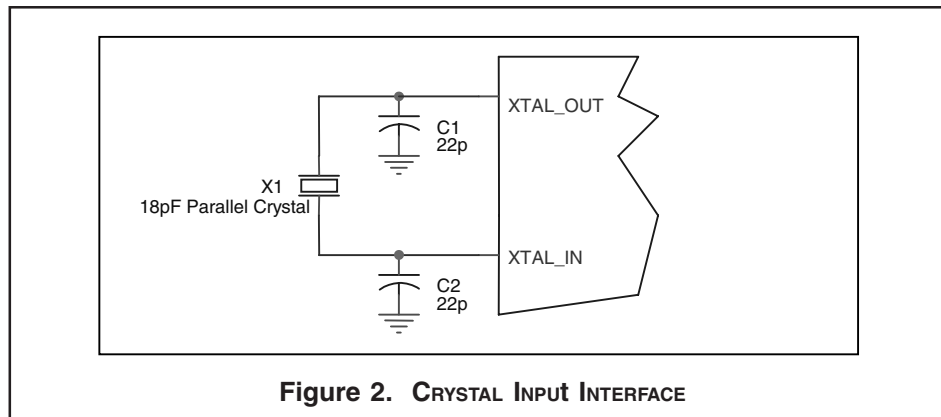 XTAL_OUT
C1
22p
X1
18pF Parallel Crystal
XTAL_IN
C2
22p
Figure 2. CRYSTAL INPUT INTERFACE